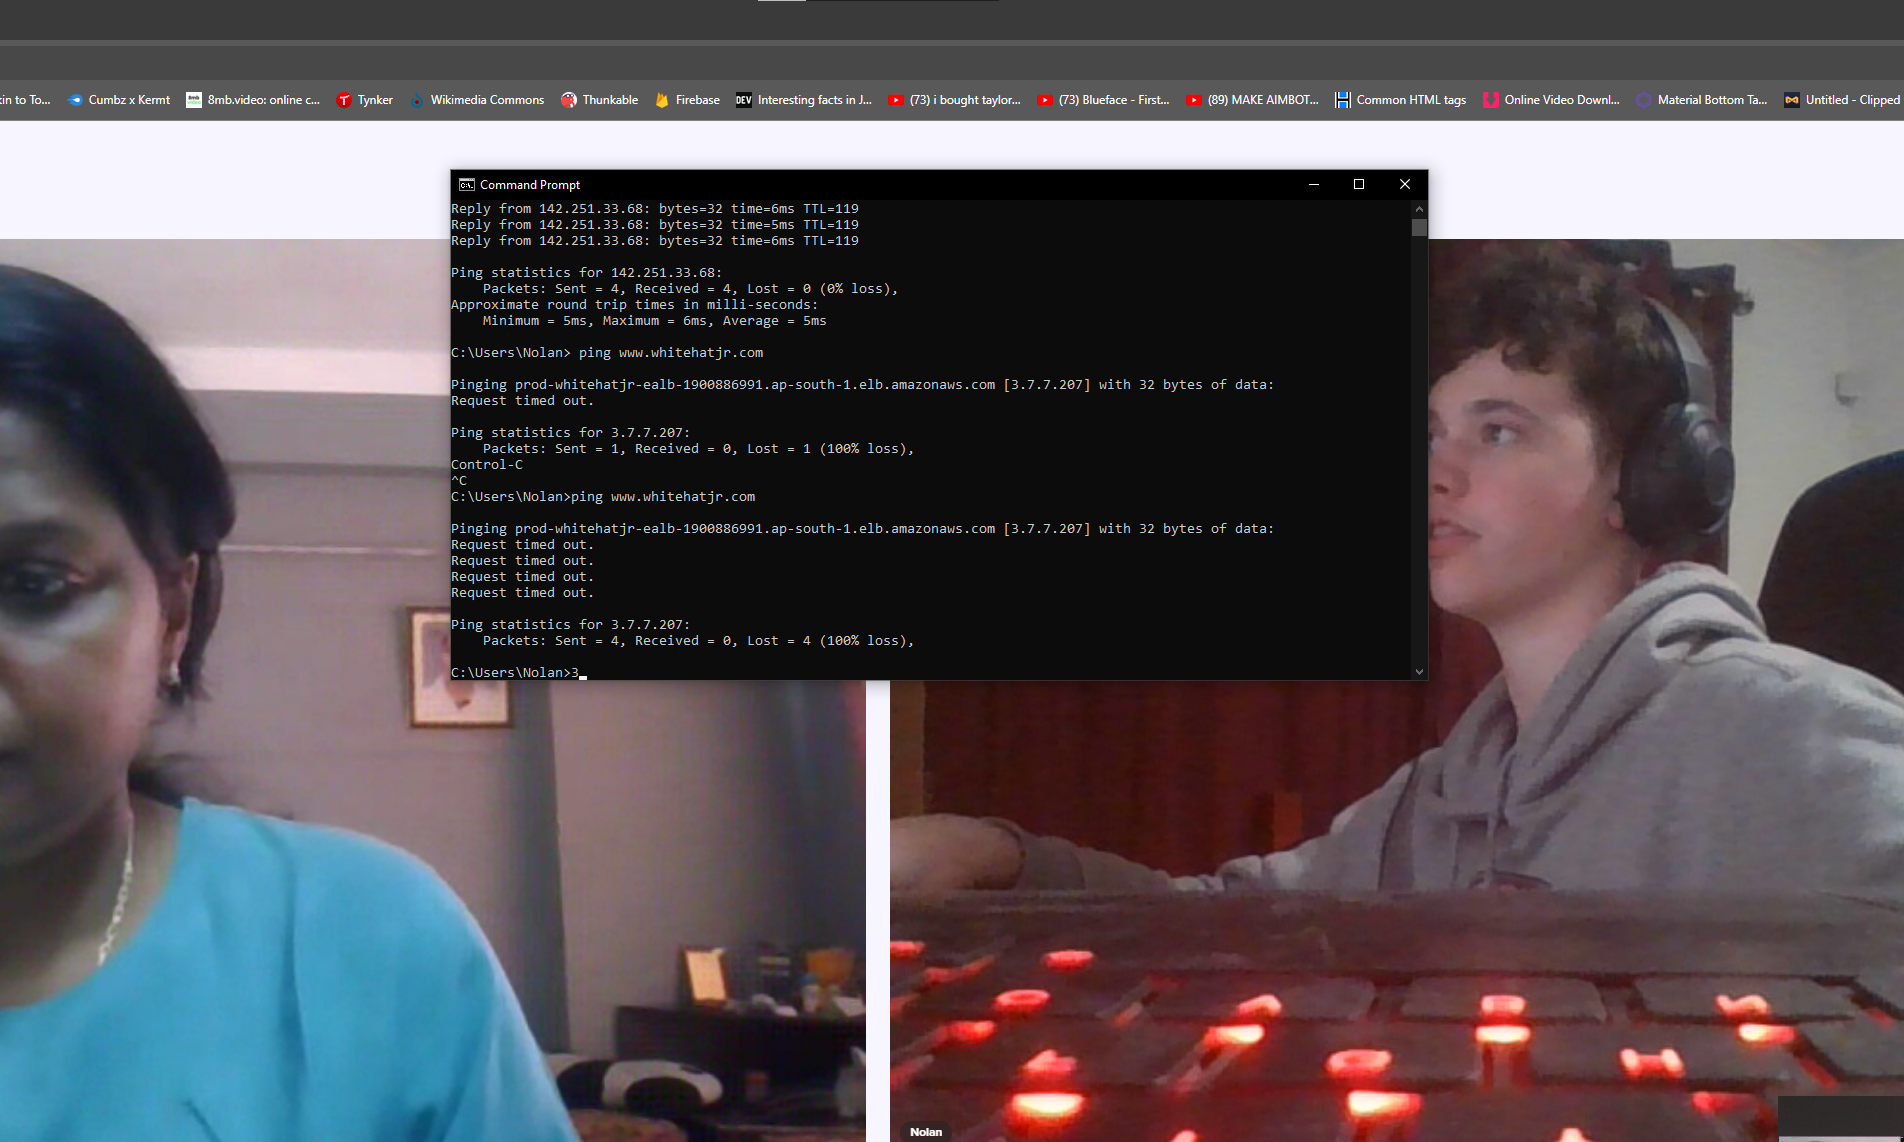 kin to To...
Cumbz x Kermt
8mb.video: online c...
Tynker
Wikimedia Commons
Thunkable
Firebase
DEV
Interesting facts in J...
(73) i bought taylor...
(73) Blueface - First...
(89) MAKE AIMBOT...
Common HTML tags
Online Video Downl...
Material Bottom Ta...
Untitled - Clipped
Command Prompt
Reply from 142.251.33.68: bytes=32 time=6ms TTL=119
Reply from 142.251.33.68: bytes=32 time=5ms TTL=119
Reply from 142.251.33.68: bytes=32 time=6ms TTL=119
Ping statistics for 142.251.33.68:
Packets: Sent = 4, Received = 4, Lost = 0 (0% loss),
Approximate round trip times in milli-seconds:
Minimum = 5ms, Maximum = 6ms, Average = 5ms
C:\Users\Nolan> ping www.whitehatjr.com
Pinging prod-whitehatjr-ealb-1900886991.ap-south-1.elb.amazonaws.com [3.7.7.207] with 32 bytes of data:
Request timed out.
Ping statistics for 3.7.7.207:
Packets: Sent = 1, Received = 0, Lost = 1 (100% loss),
Control-C
^C
C:\Users\Nolan>ping www.whitehatjr.com
Pinging prod-whitehatjr-ealb-1900886991.ap-south-1.elb.amazonaws.com [3.7.7.207] with 32 bytes of data:
Request timed out.
Request timed out.
Request timed out.
Request timed out.
Ping statistics for 3.7.7.207:
Packets: Sent = 4, Received = 0, Lost = 4 (100% loss),
C:\Users\Nolan>3
Nolan